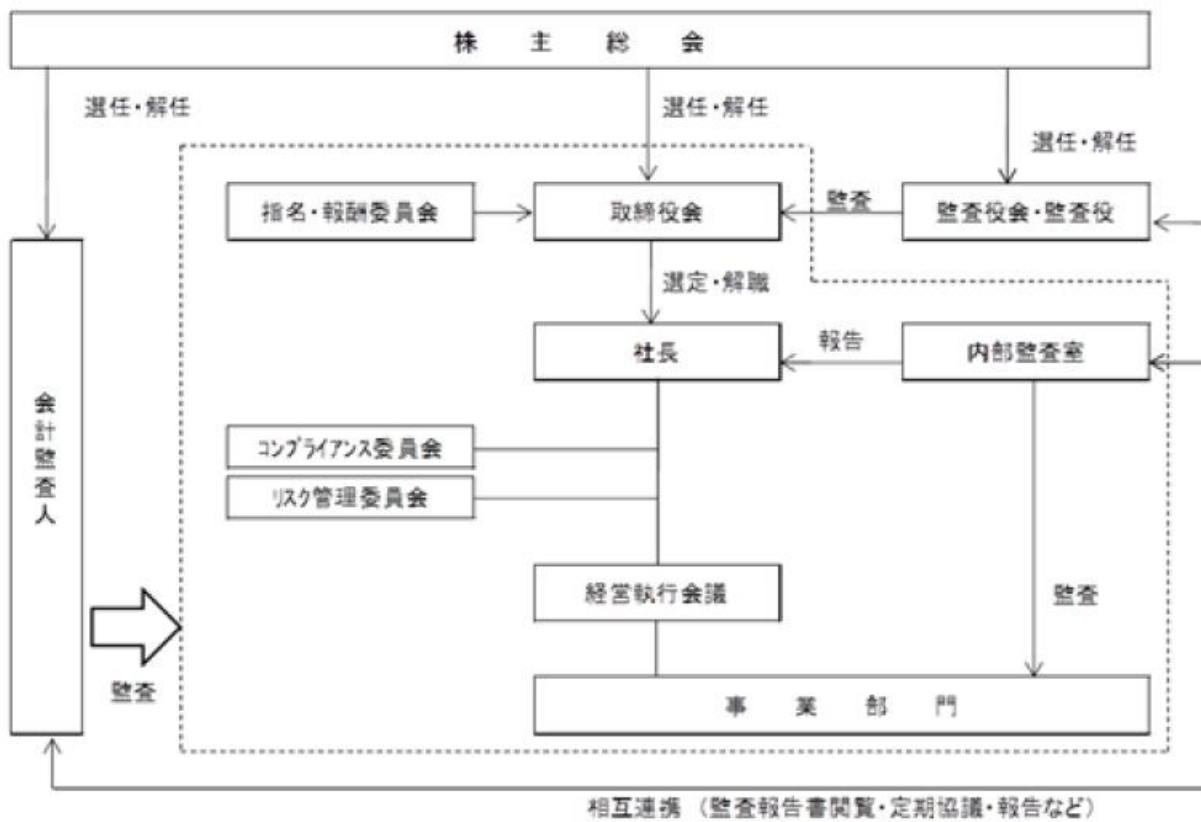 株主総会
選任・解任
選任・解任
選任・解任
指名・報酬委員会
取締役会
監査
監査役会・監査役
選定・解職
社長
報告
内部監査室
会計監査人
コンプライアンス委員会
リスク管理委員会
経営執行会議
監査
監査
事業部門
相互連携（監査報告書閲覧・定期協議・報告など）